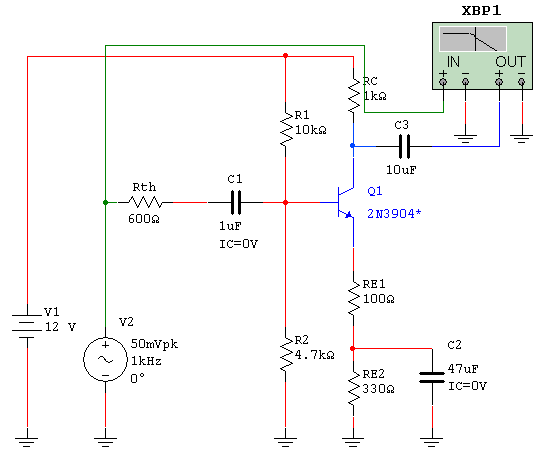 XBP1
IN OUT
+ − + −
RC
1kΩ
R1
10kΩ
C3
10uF
Rth
600Ω
C1
1uF
IC=0V
Q1
2N3904*
V1
12 V
V2
50mVpk
1kHz
0°
RE1
100Ω
R2
4.7kΩ
RE2
330Ω
C2
47uF
IC=0V